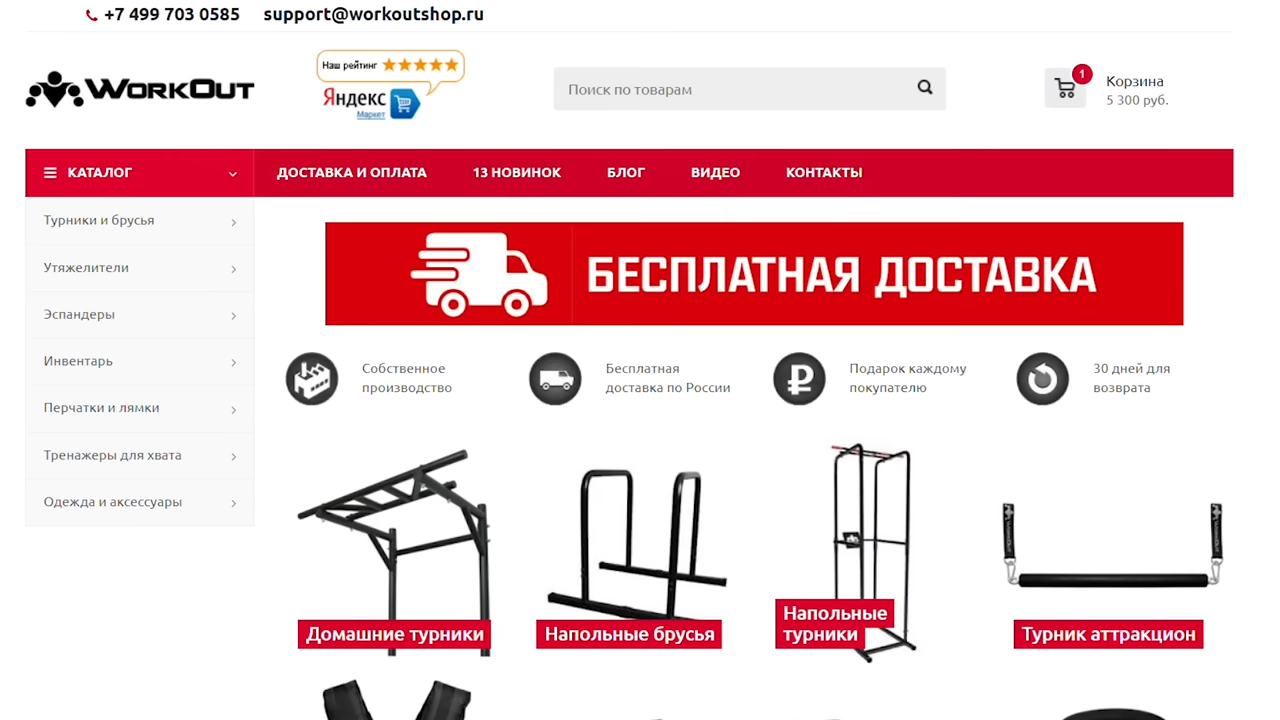 +7 499 703 0585 support@workoutshop.ru
Наш рейтинг
WORKOUT
Яндекс
Маркет
Поиск по товарам
1
Корзина
5 300 руб.
КАТАЛОГ ДОСТАВКА И ОПЛАТА 13 НОВИНОК БЛОГ ВИДЕО КОНТАКТЫ
Турники и брусья
Утяжелители
Эспандеры
Инвентарь
Перчатки и лямки
Тренажеры для хвата
Одежда и аксессуары
БЕСПЛАТНАЯ ДОСТАВКА
Собственное
производство
Бесплатная
доставка по России
Подарок каждому
покупателю
30 дней для
возврата
Домашние турники
Напольные брусья
Напольные
турники
WORKOUT
WORKOUT
Турник аттракцион